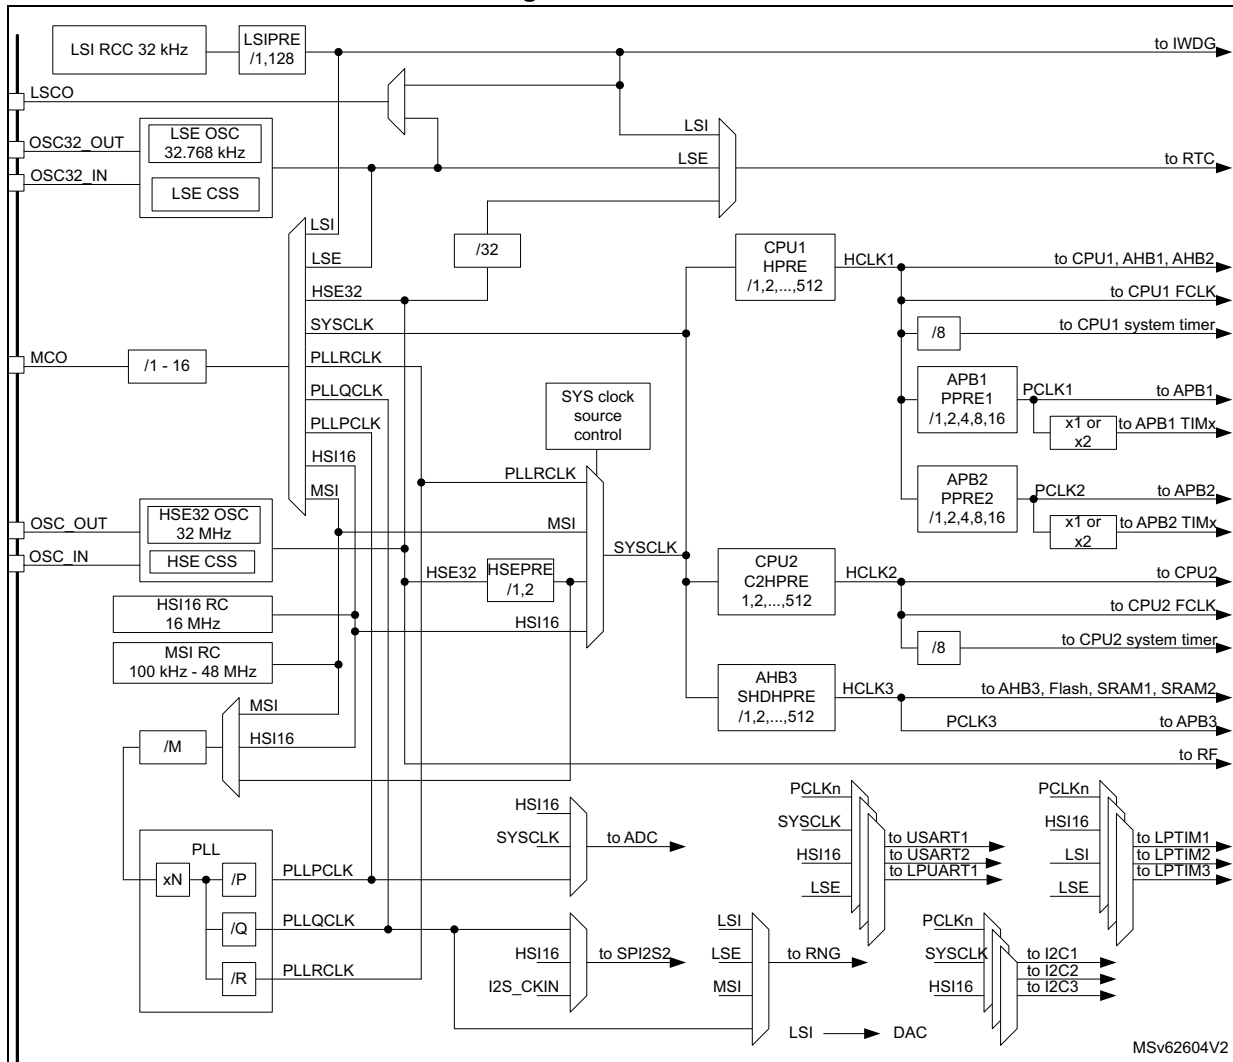 LSI RCC 32 kHz
LSIPRE
/1,128
to IWDG
LSCO
OSC32_OUT
LSE OSC
32.768 kHz
LSI
OSC32_IN
LSE CSS
LSE
to RTC
LSI
/32
LSE
CPU1
HPRE
/1,2,...,512
HCLK1
to CPU1, AHB1, AHB2
HSE32
to CPU1 FCLK
SYSCLK
/8
to CPU1 system timer
MCO
/1 - 16
PLLRCLK
PLLQCLK
SYS clock
source
control
APB1
PPRE1
/1,2,4,8,16
PCLK1
to APB1
x1 or
x2
to APB1 TIMx
PLLPCLK
HSI16
PLLRCLK
MSI
APB2
PPRE2
/1,2,4,8,16
PCLK2
to APB2
x1 or
x2
to APB2 TIMx
OSC_OUT
HSE32 OSC
32 MHz
MSI
OSC_IN
HSE CSS
SYSCLK
HSE32
HSEPRE
/1,2
CPU2
C2HPRE
1,2,...,512
HCLK2
to CPU2
HSI16 RC
16 MHz
HSI16
to CPU2 FCLK
/8
to CPU2 system timer
MSI RC
100 kHz - 48 MHz
AHB3
SHDHPRE
/1,2,...,512
HCLK3
to AHB3, Flash, SRAM1, SRAM2
PCLK3
to APB3
MSI
/M
HSI16
to RF
HSI16
SYSCLK
to ADC
PCLKn
SYSCLK
HSI16
LSE
to USART1
to USART2
to LPUART1
PCLKn
HSI16
LSI
LSE
to LPTIM1
to LPTIM2
to LPTIM3
PLL
xN
/P
PLLPCLK
/Q
PLLQCLK
/R
PLLRCLK
HSI16
I2S_CKIN
to SPI2S2
LSI
LSE
MSI
to RNG
PCLKn
SYSCLK
HSI16
to I2C1
to I2C2
to I2C3
LSI
DAC
MSv62604V2